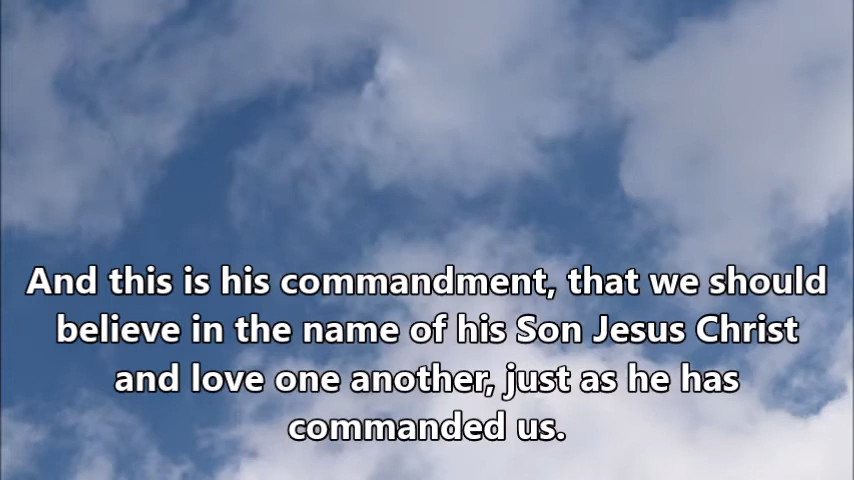 And this is his commandment, that we should
believe in the name of his Son Jesus Christ
and love one another, just as he has
commanded us.